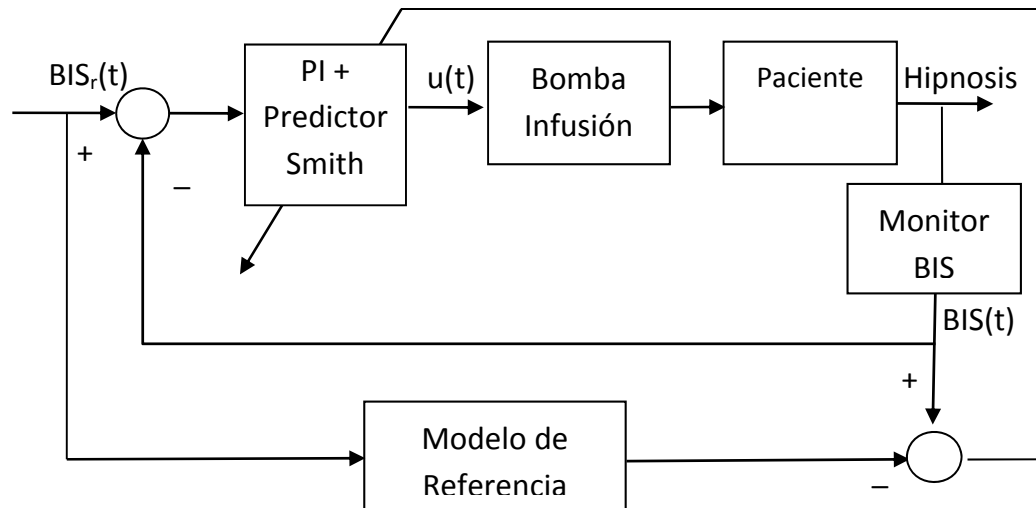 BISr(t)
+
−
PI +
Predictor
Smith
u(t)
Bomba
Infusión
Paciente
Hipnosis
Monitor
BIS
BIS(t)
+
Modelo de
Referencia
−